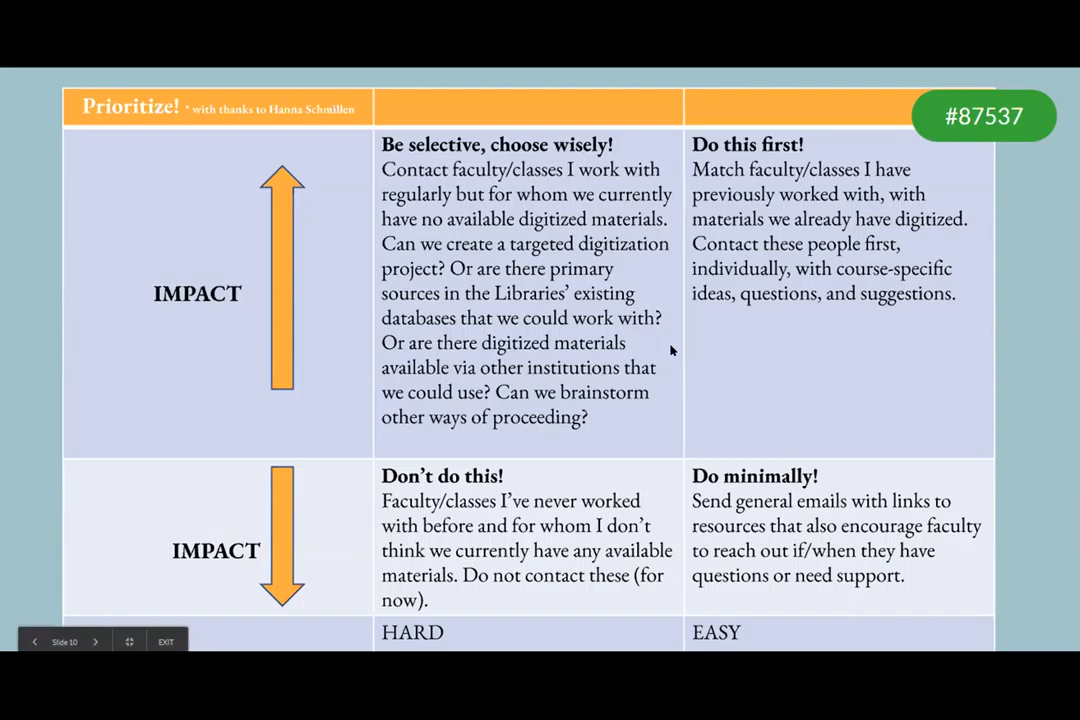 Prioritize! · with thanks to Hanna Schmillen
#87537
IMPACT
Be selective, choose wisely!
Contact faculty/classes I work with
regularly but for whom we currently
have no available digitized materials.
Can we create a targeted digitization
project? Or are there primary
sources in the Libraries’ existing
databases that we could work with?
Or are there digitized materials
available via other institutions that
we could use? Can we brainstorm
other ways of proceeding?
Do this first!
Match faculty/classes I have
previously worked with, with
materials we already have digitized.
Contact these people first,
individually, with course-specific
ideas, questions, and suggestions.
IMPACT
Don’t do this!
Faculty/classes I’ve never worked
with before and for whom I don’t
think we currently have any available
materials. Do not contact these (for
now).
Do minimally!
Send general emails with links to
resources that also encourage faculty
to reach out if/when they have
questions or need support.
HARD
EASY
Slide 10
EXIT